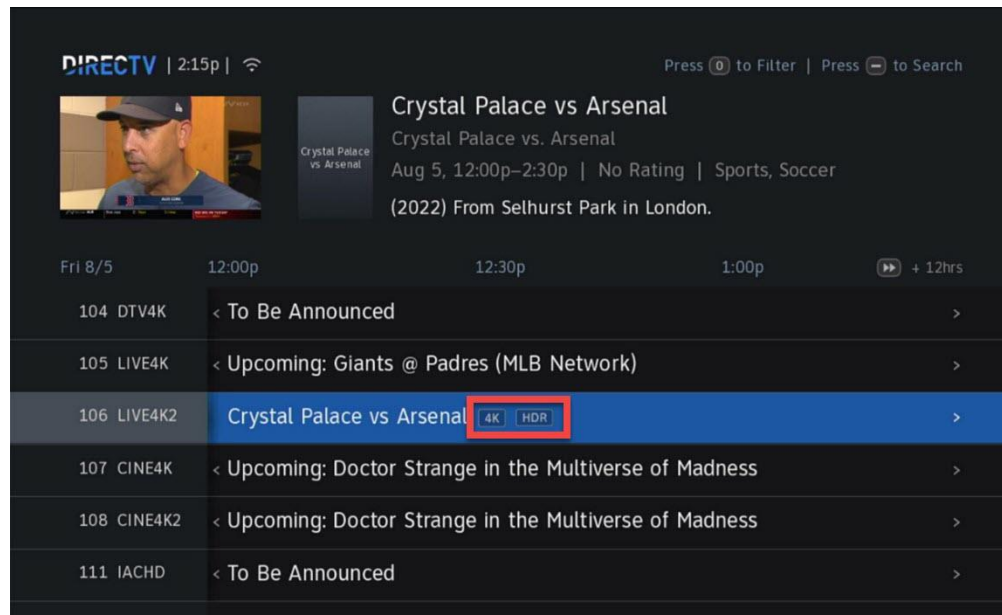 DIRECTV | 2:15p |
Press 0 to Filter | Press to Search
Crystal Palace
vs Arsenal
Crystal Palace vs Arsenal
Crystal Palace vs. Arsenal
Aug 5, 12:00p–2:30p | No Rating | Sports, Soccer
(2022) From Selhurst Park in London.
Fri 8/5 12:00p 12:30p 1:00p + 12hrs
104 DTV4K < To Be Announced >
105 LIVE4K < Upcoming: Giants @ Padres (MLB Network) >
106 LIVE4K2 Crystal Palace vs Arsenal 4K HDR >
107 CINE4K < Upcoming: Doctor Strange in the Multiverse of Madness >
108 CINE4K2 < Upcoming: Doctor Strange in the Multiverse of Madness >
111 IACHD < To Be Announced >